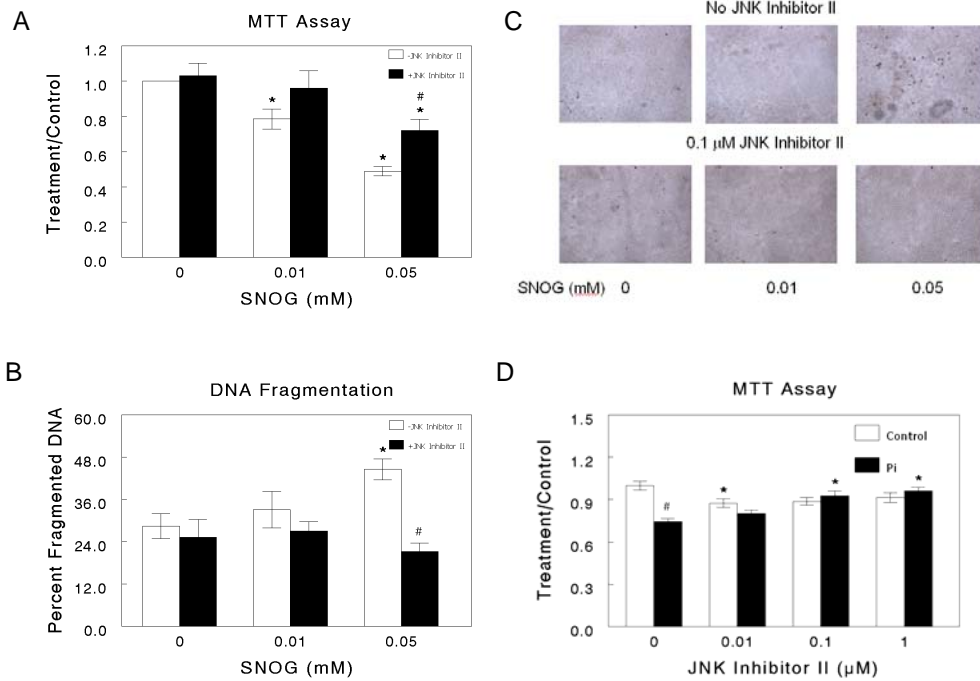 A
MTT Assay
-JNK Inhibitor II
+JNK Inhibitor II
Treatment/Control
1.2
1.0
0.8
0.6
0.4
0.2
0.0
*
*
#
*
0
0.01
0.05
SNOG (mM)
C
No JNK Inhibitor II
0.1 µM JNK Inhibitor II
SNOG (mM) 0 0.01 0.05
B
DNA Fragmentation
-JNK Inhibitor II
+JNK Inhibitor II
Percent Fragmented DNA
60.0
48.0
36.0
24.0
12.0
0.0
*
#
0
0.01
0.05
SNOG (mM)
D
MTT Assay
Control
Pi
Treatment/Control
1.5
1.2
0.9
0.6
0.3
0.0
#
*
*
*
0
0.01
0.1
1
JNK Inhibitor II (µM)